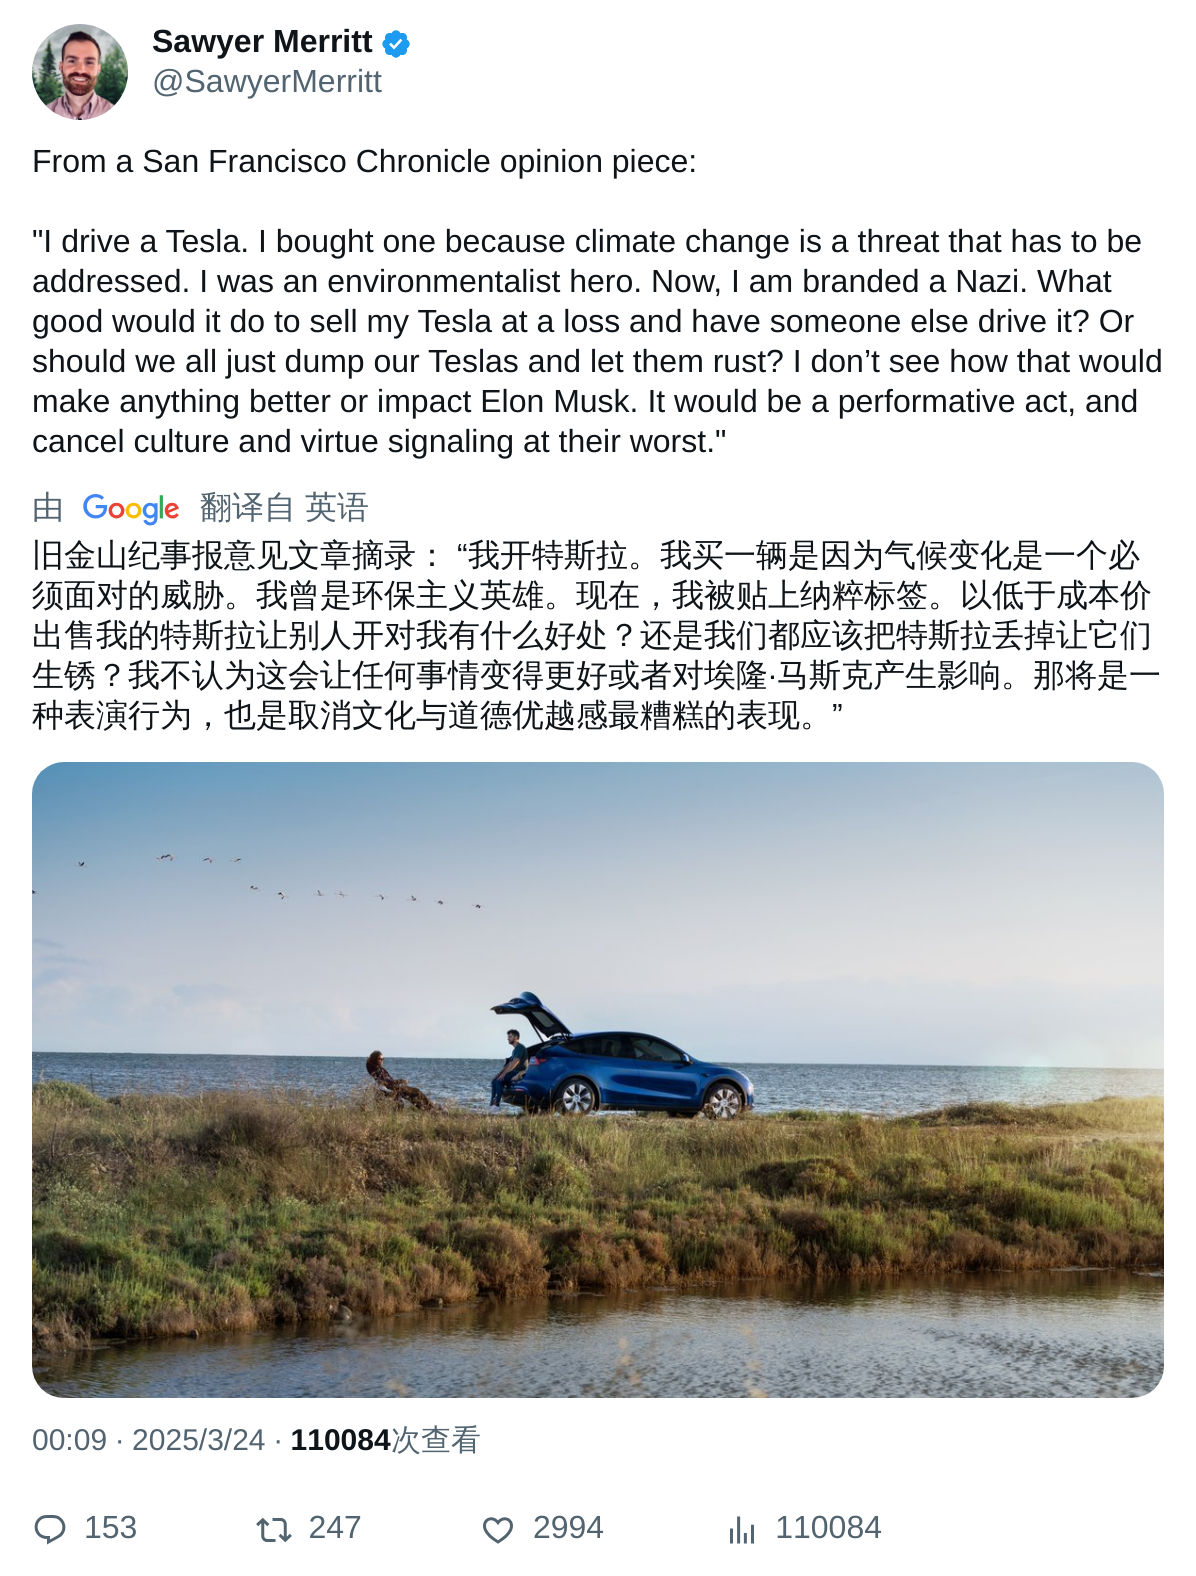 Sawyer Merritt
@SawyerMerritt
From a San Francisco Chronicle opinion piece:
"I drive a Tesla. I bought one because climate change is a threat that has to be
addressed. I was an environmentalist hero. Now, I am branded a Nazi. What
good would it do to sell my Tesla at a loss and have someone else drive it? Or
should we all just dump our Teslas and let them rust? I don’t see how that would
make anything better or impact Elon Musk. It would be a performative act, and
cancel culture and virtue signaling at their worst."
由 Google 翻译自 英语
旧金山纪事报意见文章摘录： “我开特斯拉。我买一辆是因为气候变化是一个必
须面对的威胁。我曾是环保主义英雄。现在，我被贴上纳粹标签。以低于成本价
出售我的特斯拉让别人开对我有什么好处？还是我们都应该把特斯拉丢掉让它们
生锈？我不认为这会让任何事情变得更好或者对埃隆·马斯克产生影响。那将是一
种表演行为，也是取消文化与道德优越感最糟糕的表现。”
00:09 · 2025/3/24 · 110084次查看
153 247 2994 110084